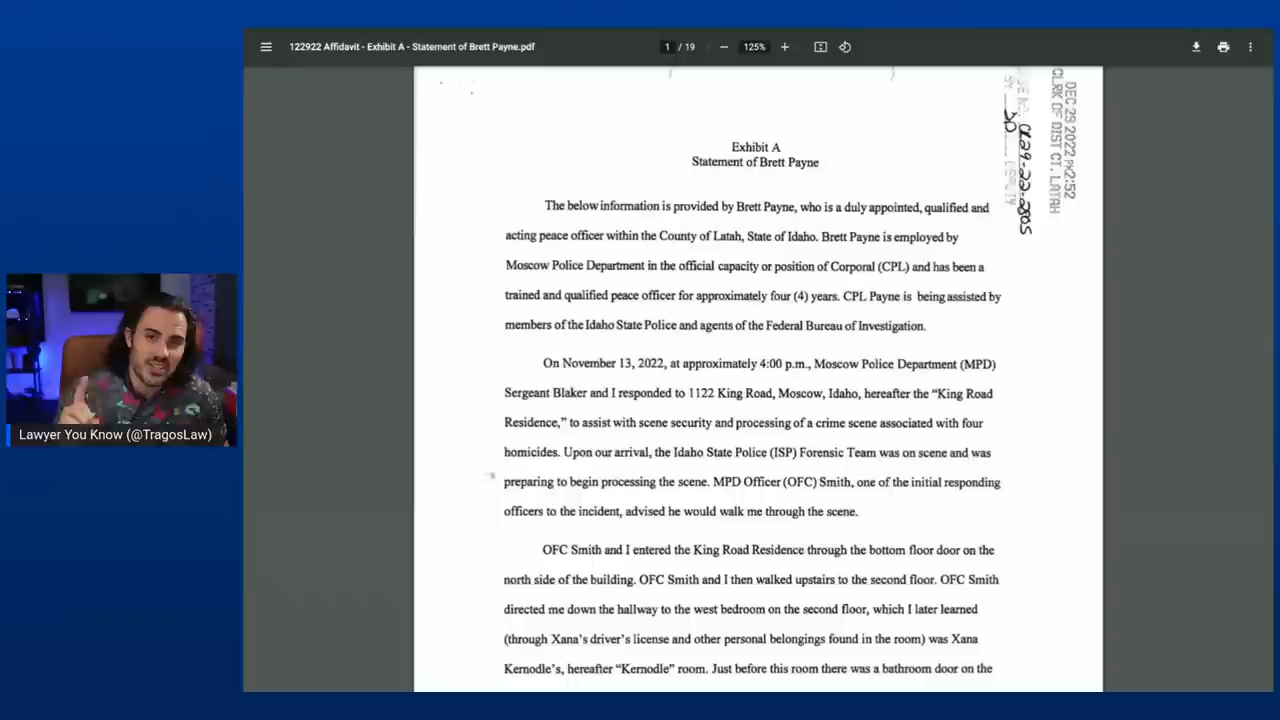 122922 Affidavit - Exhibit A - Statement of Brett Payne.pdf
1 / 19
125%
DEC 29 2022 PM 2:52
CLRK OF DIST CT. LATAH
CR29-22-2805
Exhibit A
Statement of Brett Payne
The below information is provided by Brett Payne, who is a duly appointed, qualified and
acting peace officer within the County of Latah, State of Idaho. Brett Payne is employed by
Moscow Police Department in the official capacity or position of Corporal (CPL) and has been a
trained and qualified peace officer for approximately four (4) years. CPL Payne is being assisted by
members of the Idaho State Police and agents of the Federal Bureau of Investigation.
On November 13, 2022, at approximately 4:00 p.m., Moscow Police Department (MPD)
Sergeant Blaker and I responded to 1122 King Road, Moscow, Idaho, hereafter the “King Road
Residence,” to assist with scene security and processing of a crime scene associated with four
homicides. Upon our arrival, the Idaho State Police (ISP) Forensic Team was on scene and was
preparing to begin processing the scene. MPD Officer (OFC) Smith, one of the initial responding
officers to the incident, advised he would walk me through the scene.
OFC Smith and I entered the King Road Residence through the bottom floor door on the
north side of the building. OFC Smith and I then walked upstairs to the second floor. OFC Smith
directed me down the hallway to the west bedroom on the second floor, which I later learned
(through Xana’s driver’s license and other personal belongings found in the room) was Xana
Kernodle’s, hereafter “Kernodle” room. Just before this room there was a bathroom door on the
Lawyer You Know (@TragosLaw)